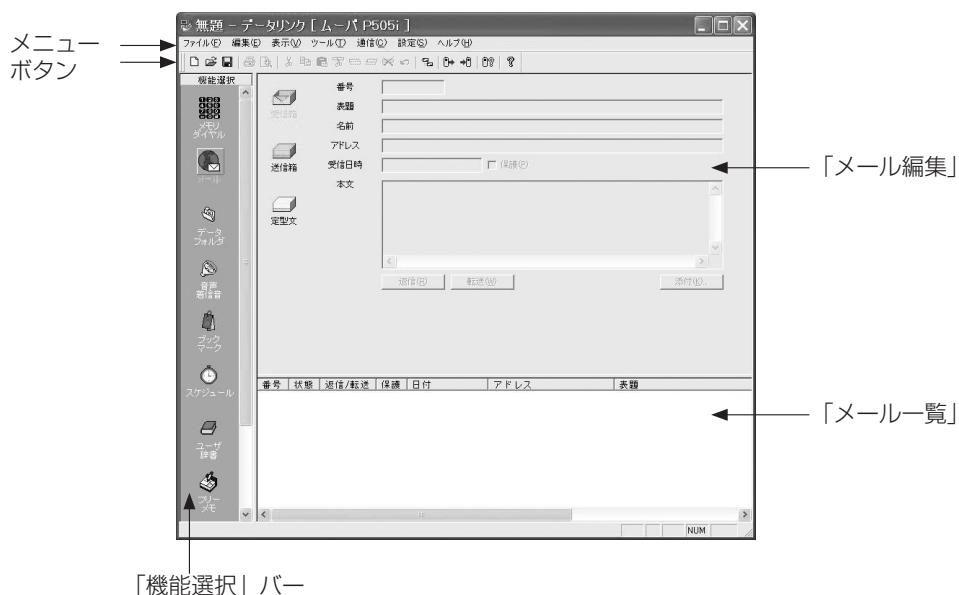 無題 － データリンク [ ムーバ P505i ]
メニュー
ファイル(F) 編集(E) 表示(V) ツール(T) 通信(C) 設定(S) ヘルプ(H)
ボタン
機能選択
メモリ
ダイヤル
メール
データ
フォルダ
音声
着信音
ブック
マーク
スケジュール
ユーザ
辞書
フリー
メモ
受信箱
送信箱
定型文
番号
表題
名前
アドレス
受信日時
保護(P)
本文
返信(R) 転送(W) 添付(K)..
「メール編集」
番号 状態 返信/転送 保護 日付 アドレス 表題
「メール一覧」
NUM
「機能選択」バー